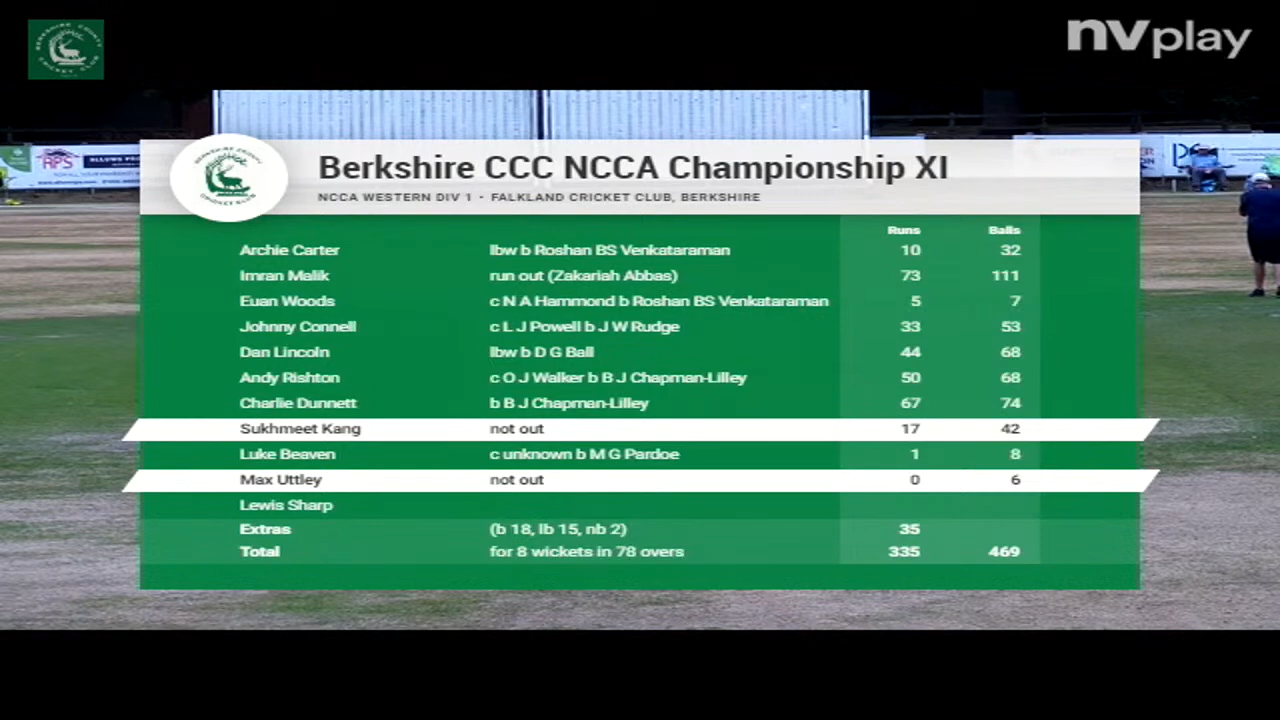 nvplay
Berkshire CCC NCCA Championship XI
NCCA WESTERN DIV 1 • FALKLAND CRICKET CLUB, BERKSHIRE
Runs Balls
Archie Carter lbw b Roshan BS Venkataraman 10 32
Imran Malik run out (Zakariah Abbas) 73 111
Euan Woods c N A Hammond b Roshan BS Venkataraman 5 7
Johnny Connell c L J Powell b J W Rudge 33 53
Dan Lincoln lbw b D G Ball 44 68
Andy Rishton c O J Walker b B J Chapman-Lilley 50 68
Charlie Dunnett b B J Chapman-Lilley 67 74
Sukhmeet Kang not out 17 42
Luke Beaven c unknown b M G Pardoe 1 8
Max Uttley not out 0 6
Lewis Sharp
Extras (b 18, lb 15, nb 2) 35
Total for 8 wickets in 78 overs 335 469